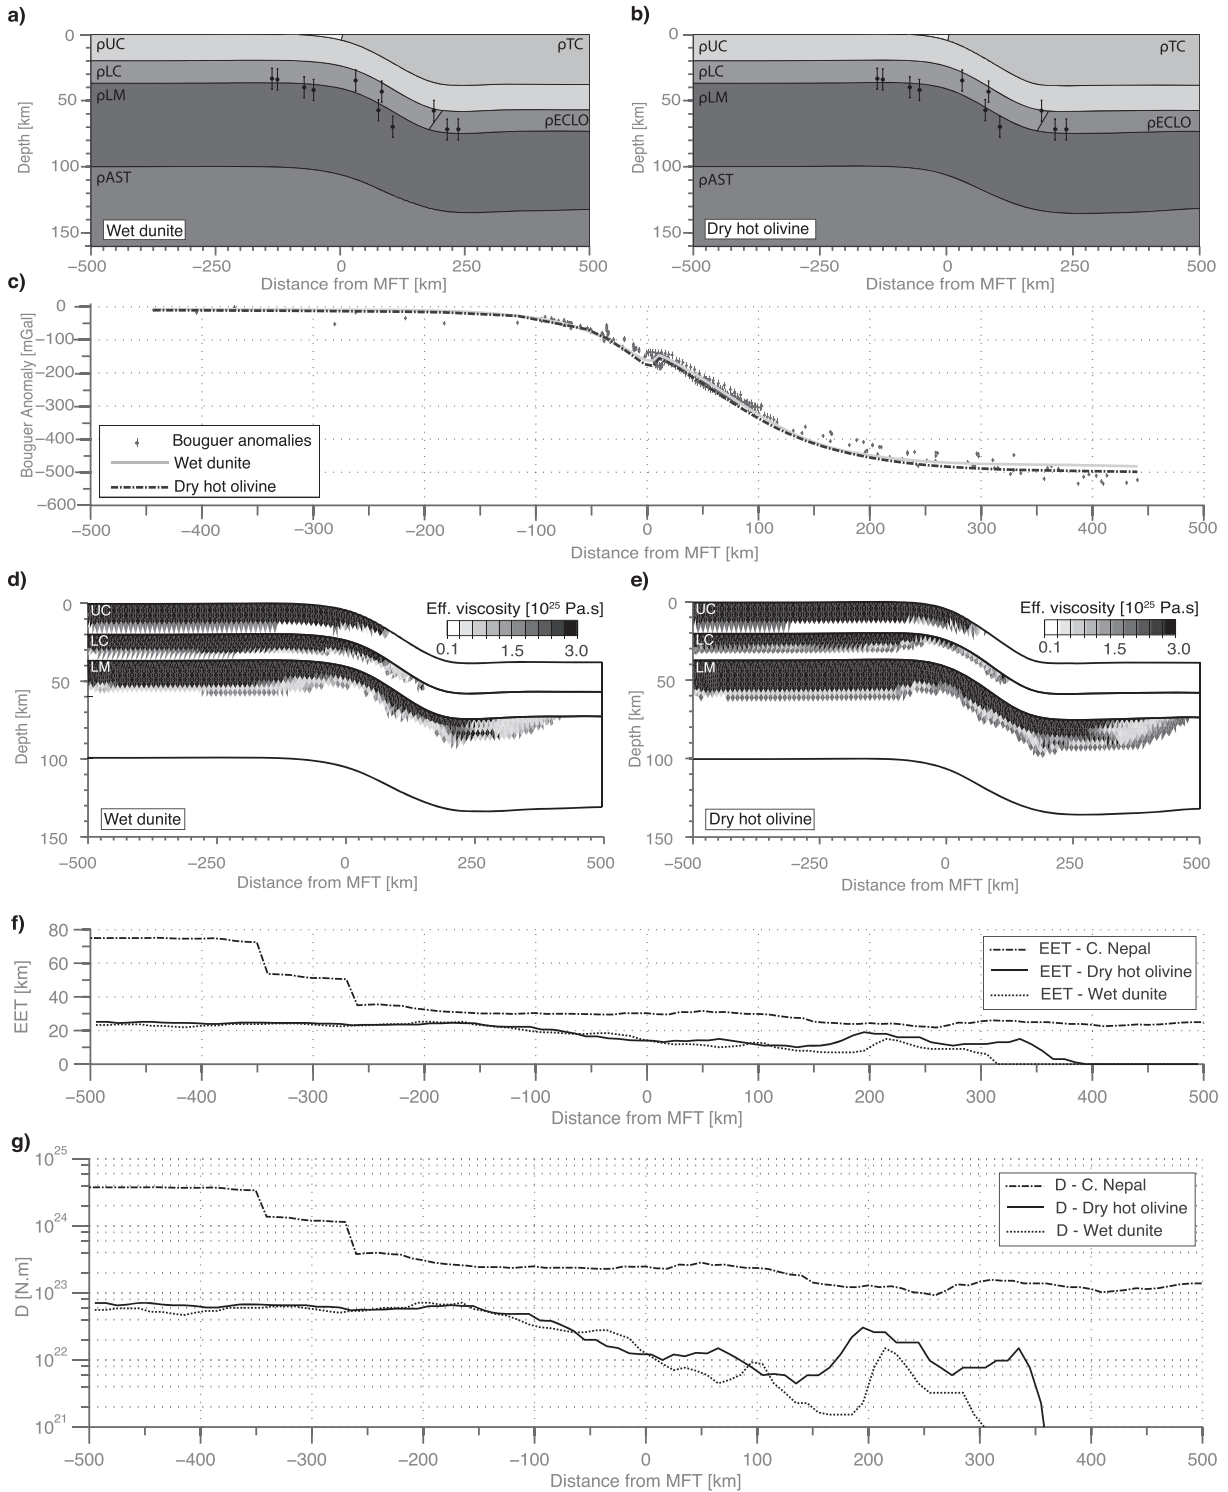 a)
0
50
100
150
Depth [km]
ρUC
ρTC
ρLC
ρLM
ρECLO
ρAST
Wet dunite
−500
−250
0
250
500
Distance from MFT [km]
b)
0
50
100
150
Depth [km]
ρUC
ρTC
ρLC
ρLM
ρECLO
ρAST
Dry hot olivine
−500
−250
0
250
500
Distance from MFT [km]
c)
0
−100
−200
−300
−400
−500
−600
Bouguer Anomaly [mGal]
Bouguer anomalies
Wet dunite
Dry hot olivine
−500
−400
−300
−200
−100
0
100
200
300
400
500
Distance from MFT [km]
d)
0
50
100
150
Depth [km]
UC
LC
LM
Eff. viscosity [10²⁵ Pa.s]
0.1
1.5
3.0
Wet dunite
−500
−250
0
250
500
Distance from MFT [km]
e)
0
50
100
150
Depth [km]
UC
LC
LM
Eff. viscosity [10²⁵ Pa.s]
0.1
1.5
3.0
Dry hot olivine
−500
−250
0
250
500
Distance from MFT [km]
f)
80
60
40
20
0
EET [km]
EET - C. Nepal
EET - Dry hot olivine
EET - Wet dunite
−500
−400
−300
−200
−100
0
100
200
300
400
500
Distance from MFT [km]
g)
10²⁵
10²⁴
10²³
10²²
10²¹
D [N.m]
D - C. Nepal
D - Dry hot olivine
D - Wet dunite
−500
−400
−300
−200
−100
0
100
200
300
400
500
Distance from MFT [km]